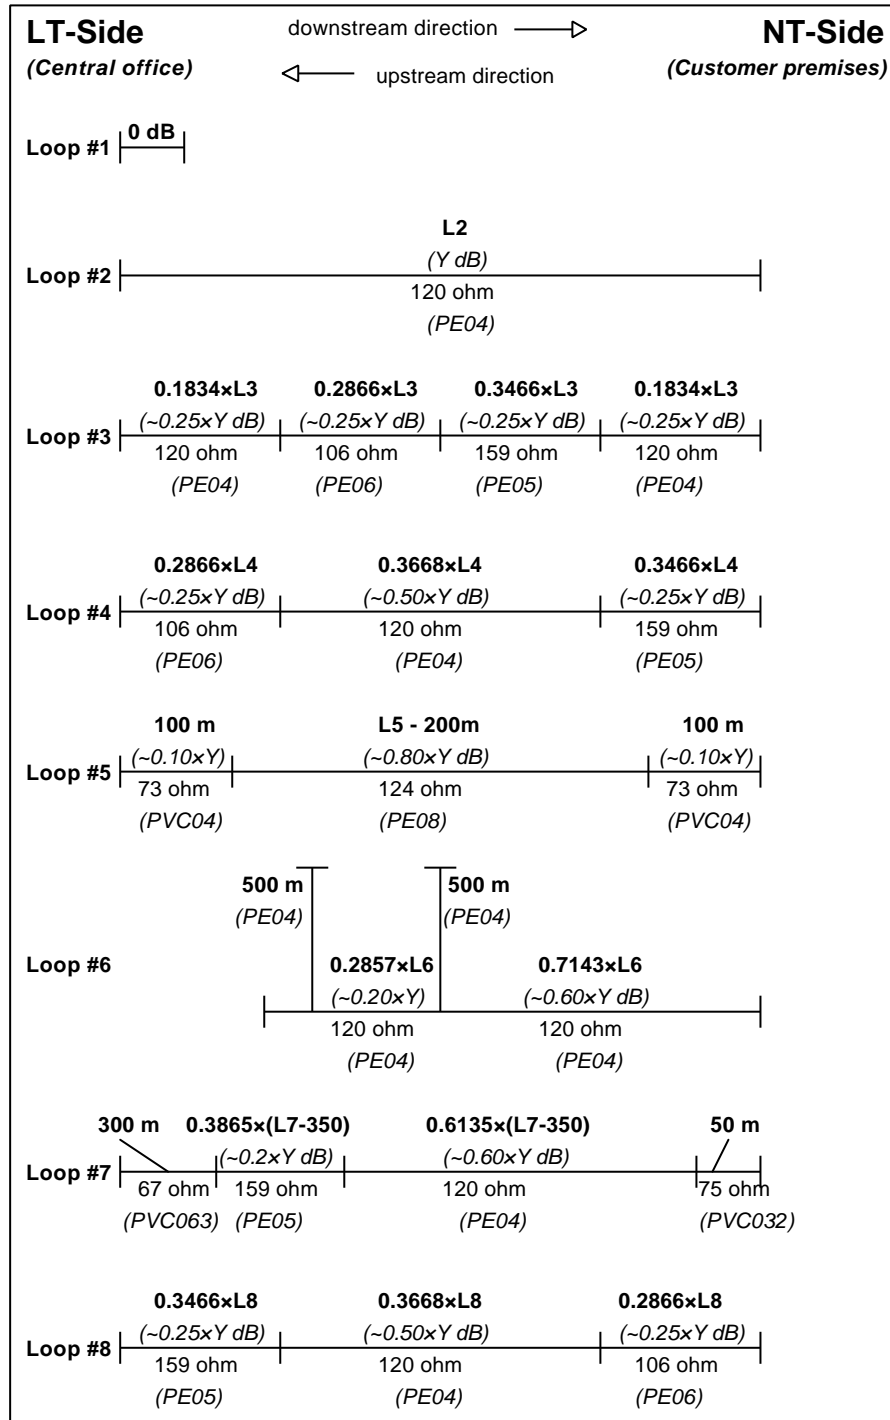 LT-Side downstream direction NT-Side
(Central office) upstream direction (Customer premises)
0 dB
Loop #1
L2
(Y dB)
Loop #2
120 ohm
(PE04)
0.1834×L3 0.2866×L3 0.3466×L3 0.1834×L3
(~0.25×Y dB) (~0.25×Y dB) (~0.25×Y dB) (~0.25×Y dB)
Loop #3
120 ohm 106 ohm 159 ohm 120 ohm
(PE04) (PE06) (PE05) (PE04)
0.2866×L4 0.3668×L4 0.3466×L4
(~0.25×Y dB) (~0.50×Y dB) (~0.25×Y dB)
Loop #4
106 ohm 120 ohm 159 ohm
(PE06) (PE04) (PE05)
100 m L5 - 200m 100 m
(~0.10×Y) (~0.80×Y dB) (~0.10×Y)
Loop #5
73 ohm 124 ohm 73 ohm
(PVC04) (PE08) (PVC04)
500 m 500 m
(PE04) (PE04)
Loop #6 0.2857×L6 0.7143×L6
(~0.20×Y) (~0.60×Y dB)
120 ohm 120 ohm
(PE04) (PE04)
300 m 0.3865×(L7-350) 0.6135×(L7-350) 50 m
(~0.2×Y dB) (~0.60×Y dB)
Loop #7
67 ohm 159 ohm 120 ohm 75 ohm
(PVC063) (PE05) (PE04) (PVC032)
0.3466×L8 0.3668×L8 0.2866×L8
(~0.25×Y dB) (~0.50×Y dB) (~0.25×Y dB)
Loop #8
159 ohm 120 ohm 106 ohm
(PE05) (PE04) (PE06)